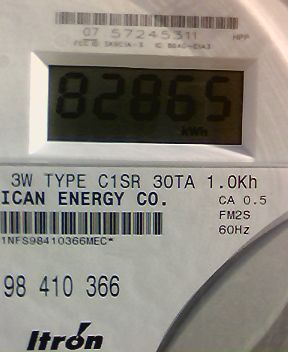 07 57245311 HPP
82865
kWh
3W TYPE C1SR 30TA 1.0Kh
ICAN ENERGY CO. CA 0.5
FM2S
60Hz
1NFS98410366MEC*
98 410 366
Itron